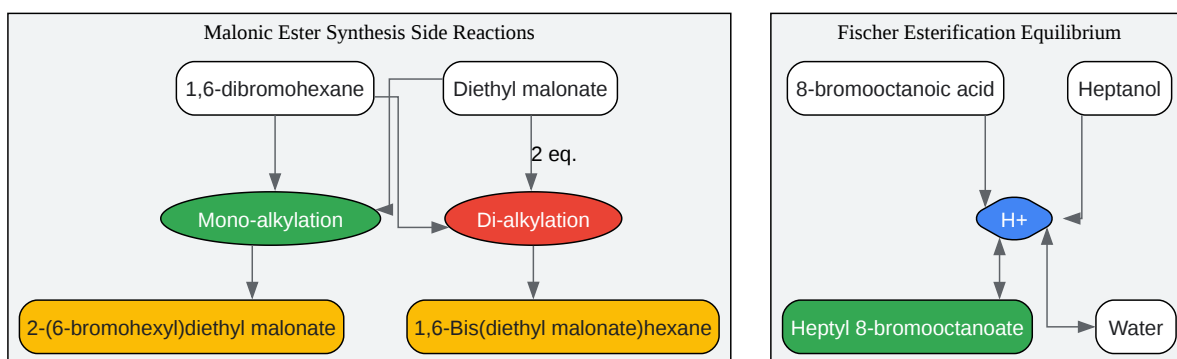 Malonic Ester Synthesis Side Reactions
1,6-dibromohexane
Diethyl malonate
2 eq.
Mono-alkylation
Di-alkylation
2-(6-bromohexyl)diethyl malonate
1,6-Bis(diethyl malonate)hexane
Fischer Esterification Equilibrium
8-bromooctanoic acid
Heptanol
H+
Heptyl 8-bromooctanoate
Water